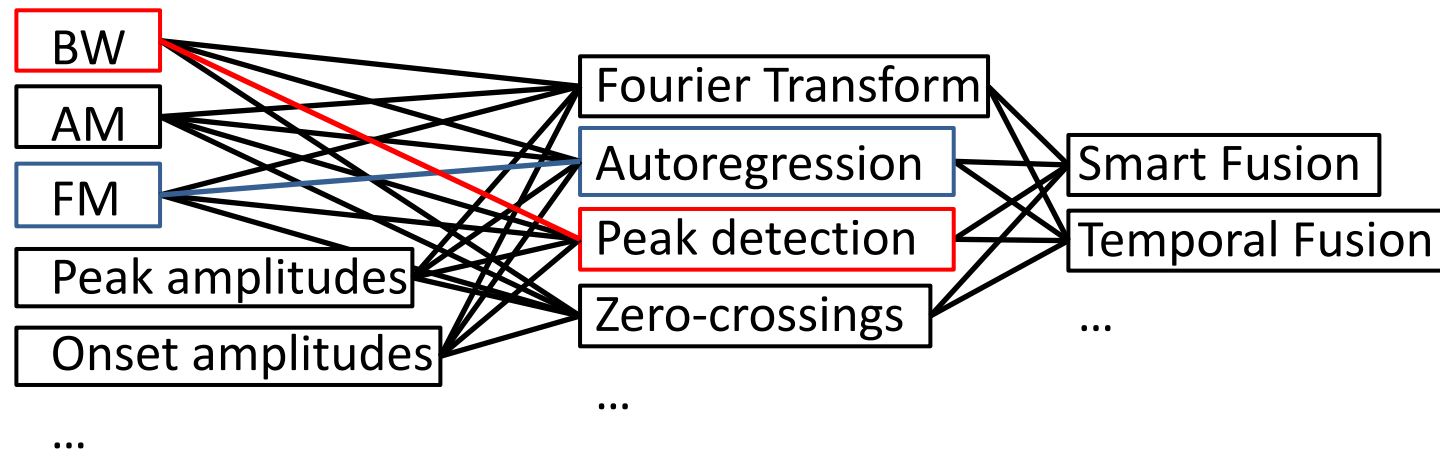 BW
AM
FM
Peak amplitudes
Onset amplitudes
...
Fourier Transform
Autoregression
Peak detection
Zero-crossings
...
Smart Fusion
Temporal Fusion
...